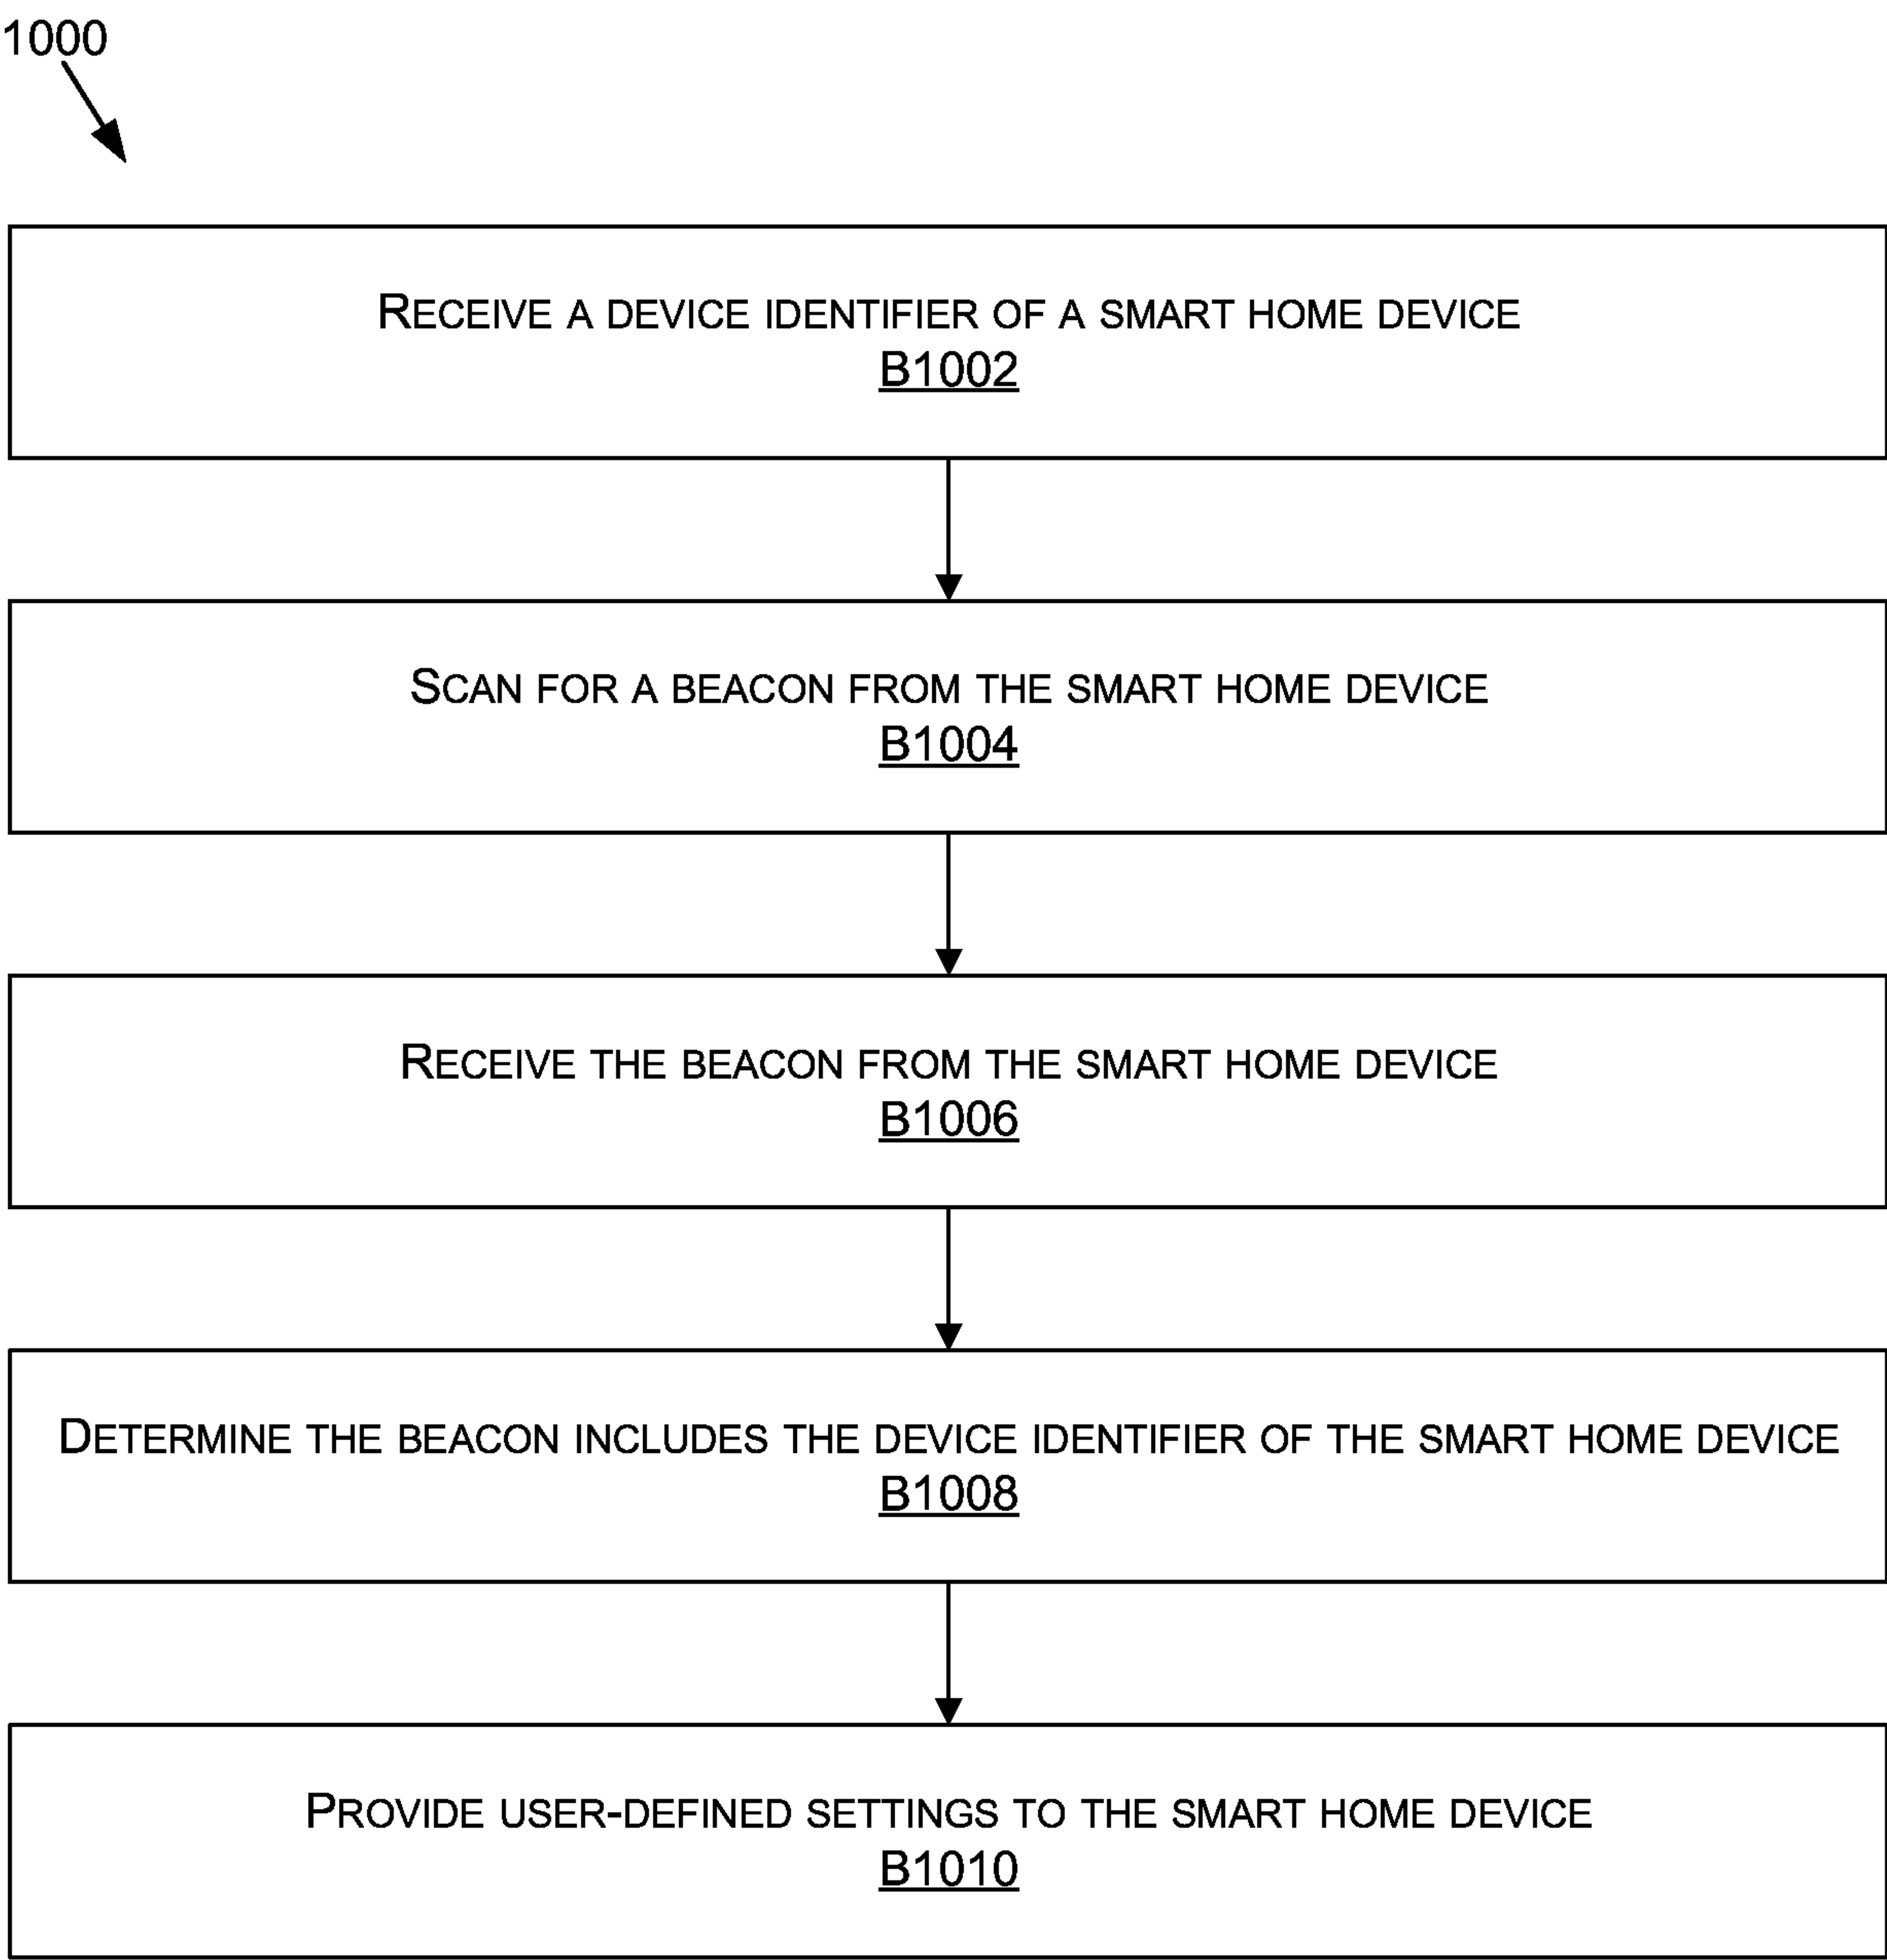 1000
RECEIVE A DEVICE IDENTIFIER OF A SMART HOME DEVICE
B1002
SCAN FOR A BEACON FROM THE SMART HOME DEVICE
B1004
RECEIVE THE BEACON FROM THE SMART HOME DEVICE
B1006
DETERMINE THE BEACON INCLUDES THE DEVICE IDENTIFIER OF THE SMART HOME DEVICE
B1008
PROVIDE USER-DEFINED SETTINGS TO THE SMART HOME DEVICE
B1010